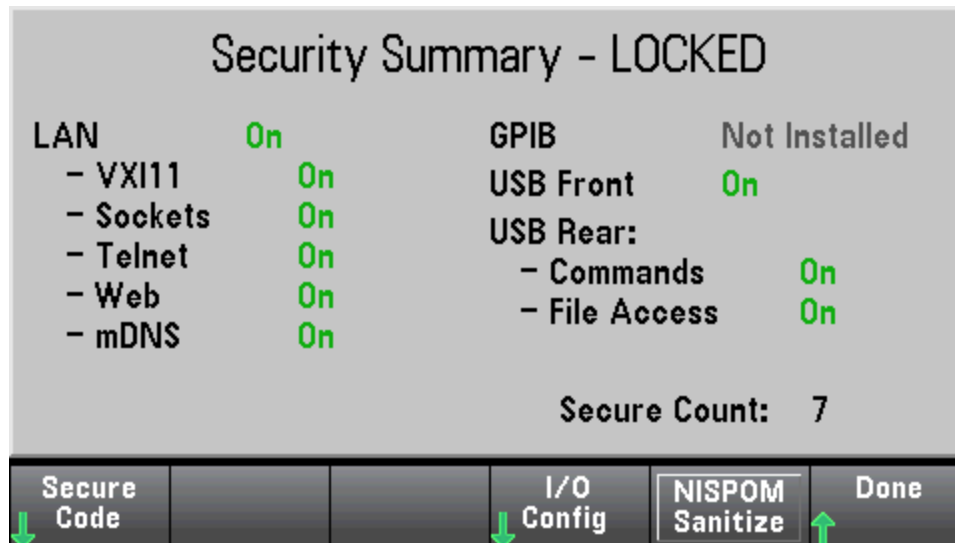 Security Summary - LOCKED
LAN On
- VXI11 On
- Sockets On
- Telnet On
- Web On
- mDNS On
GPIB Not Installed
USB Front On
USB Rear:
- Commands On
- File Access On
Secure Count: 7
Secure
Code
I/O
Config
NISPOM
Sanitize
Done